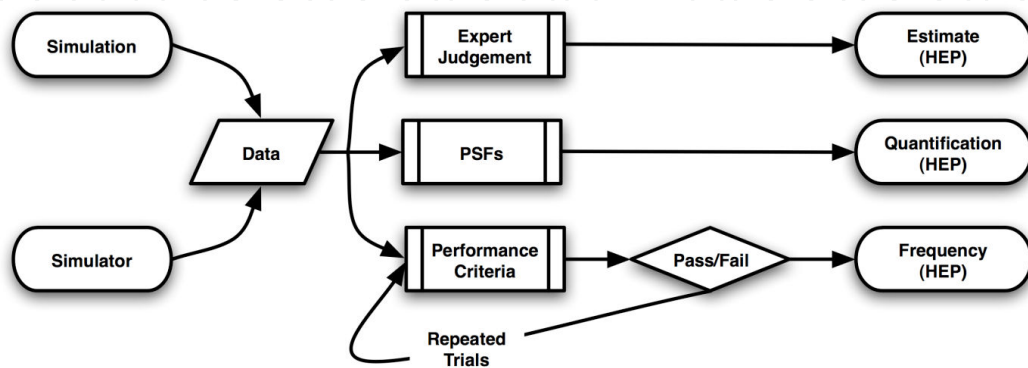 Simulation
Expert
Judgement
Estimate
(HEP)
Data
PSFs
Quantification
(HEP)
Simulator
Performance
Criteria
Pass/Fail
Frequency
(HEP)
Repeated
Trials